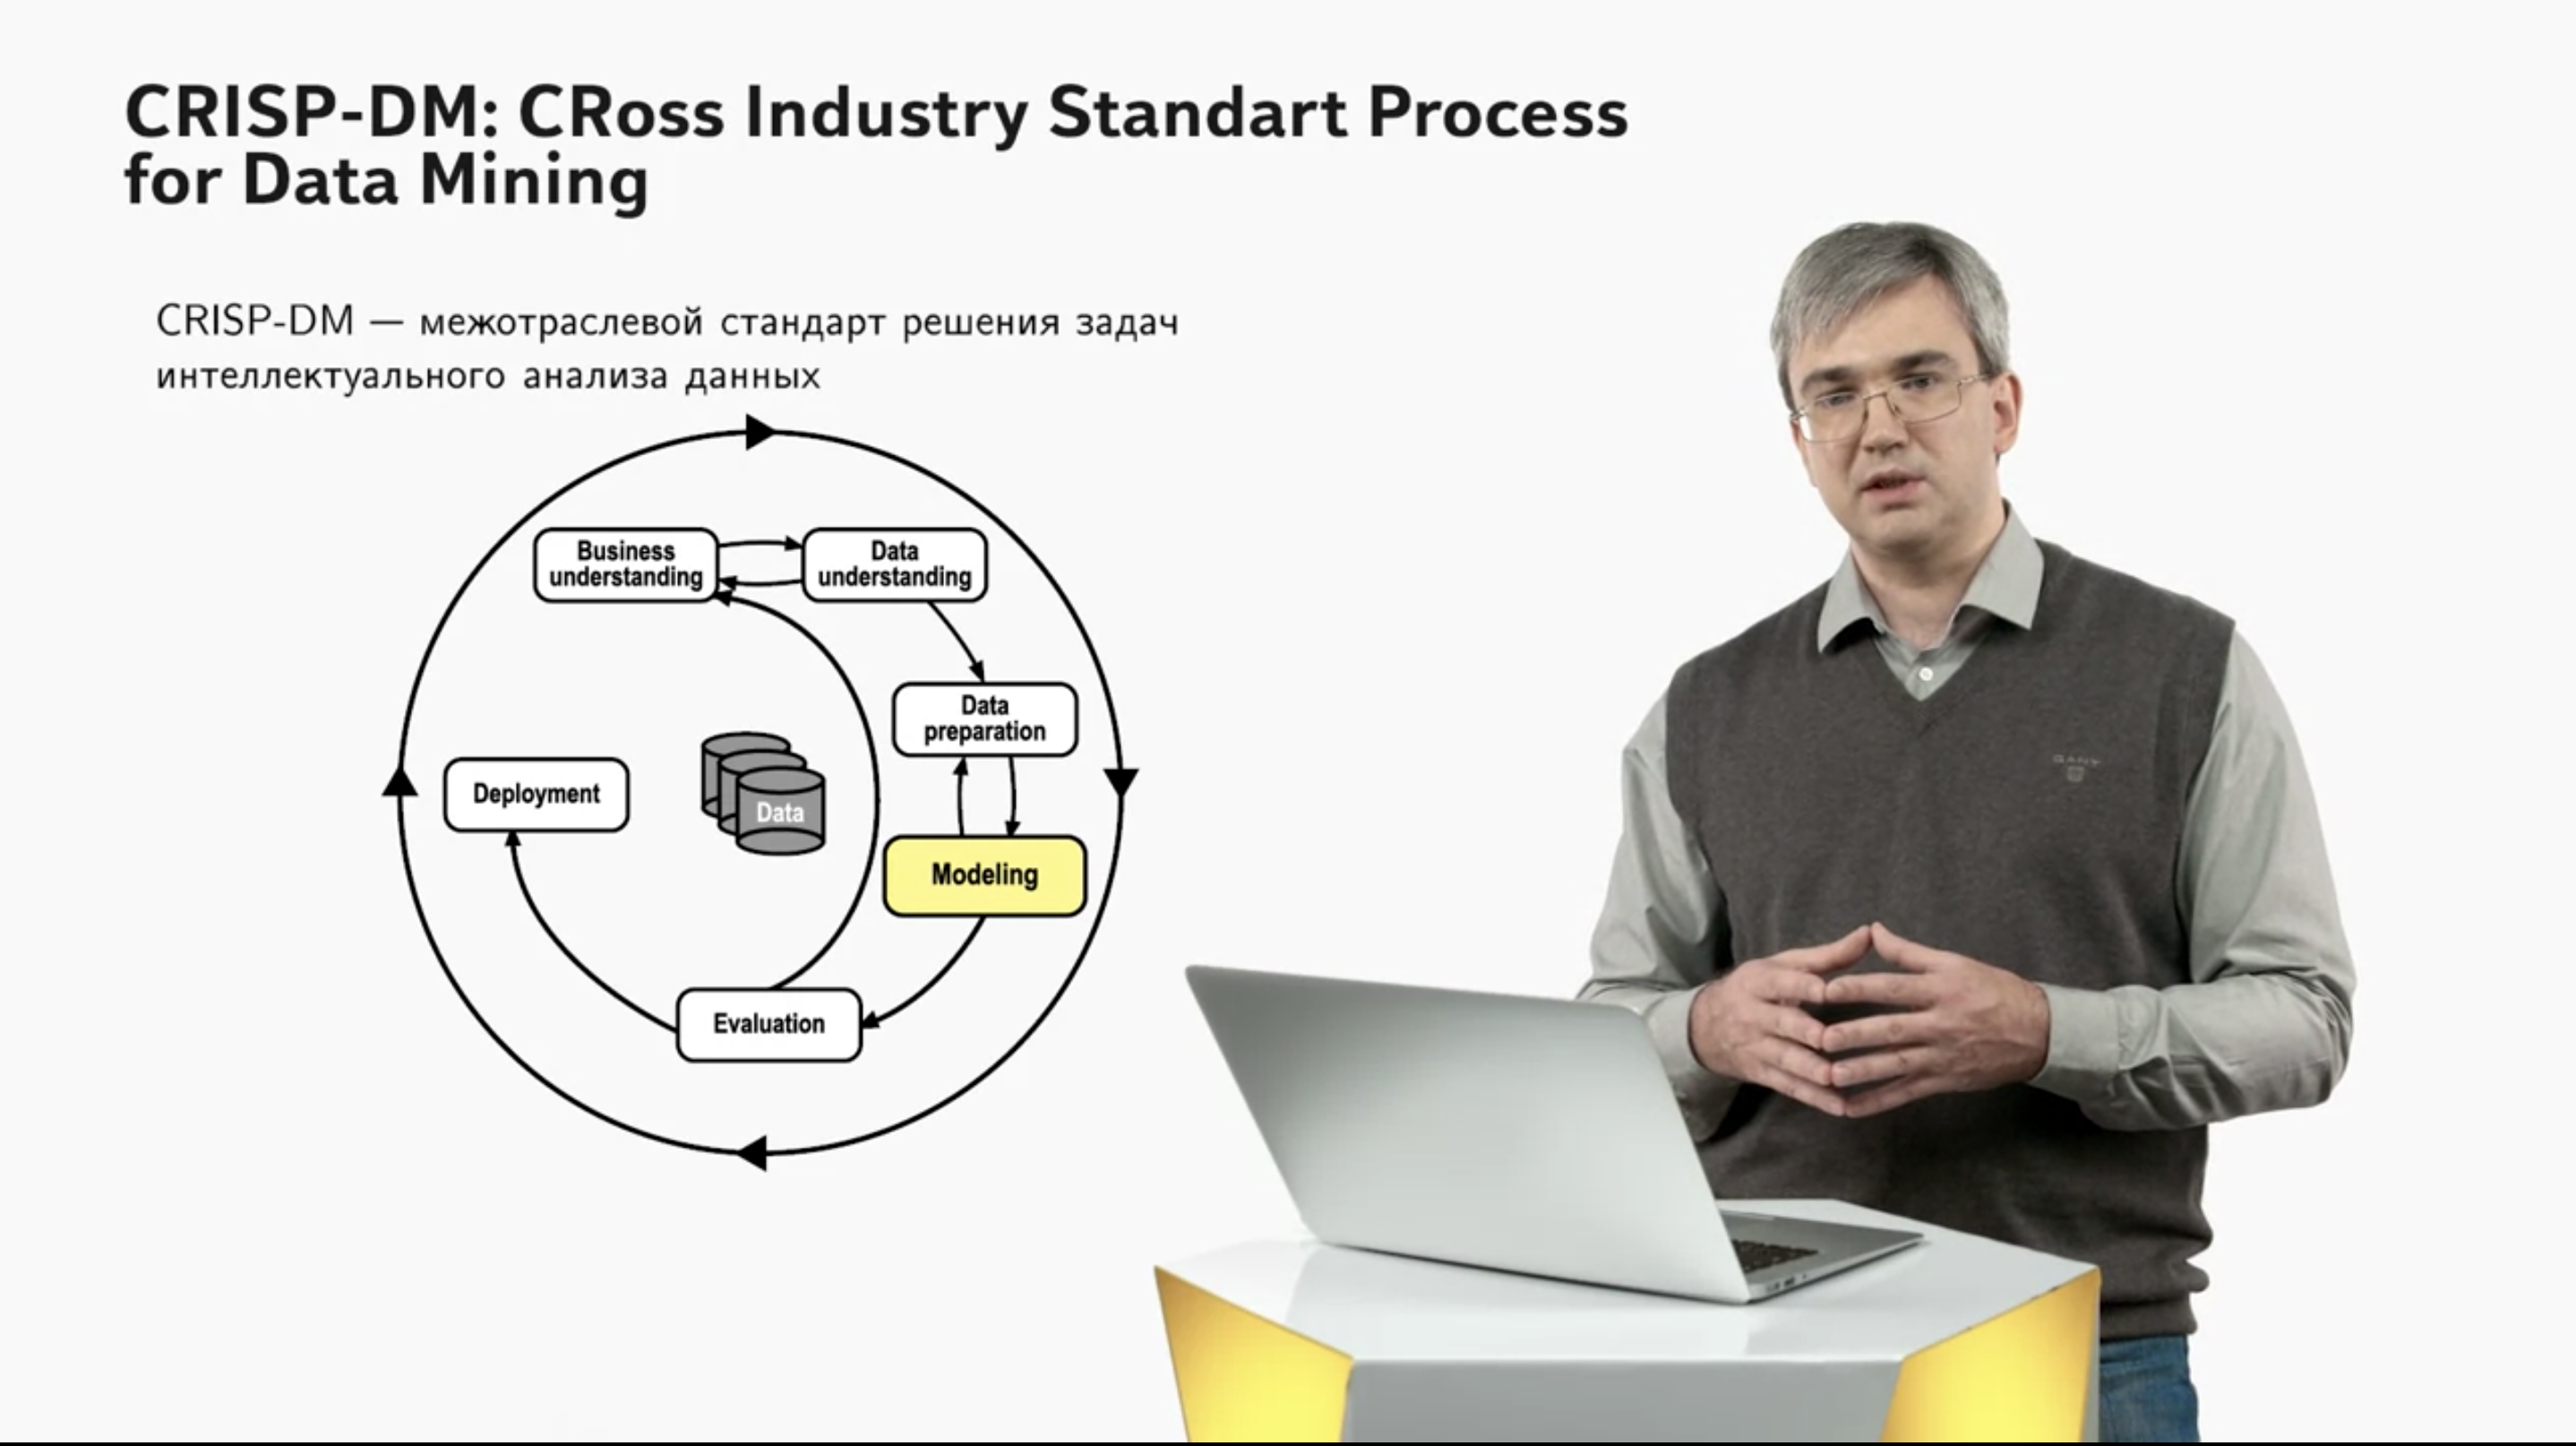 CRISP-DM: CRoss Industry Standart Process
for Data Mining
CRISP-DM — межотраслевой стандарт решения задач
интеллектуального анализа данных
Business
understanding
Data
understanding
Data
preparation
Deployment
Data
Modeling
Evaluation
GANT